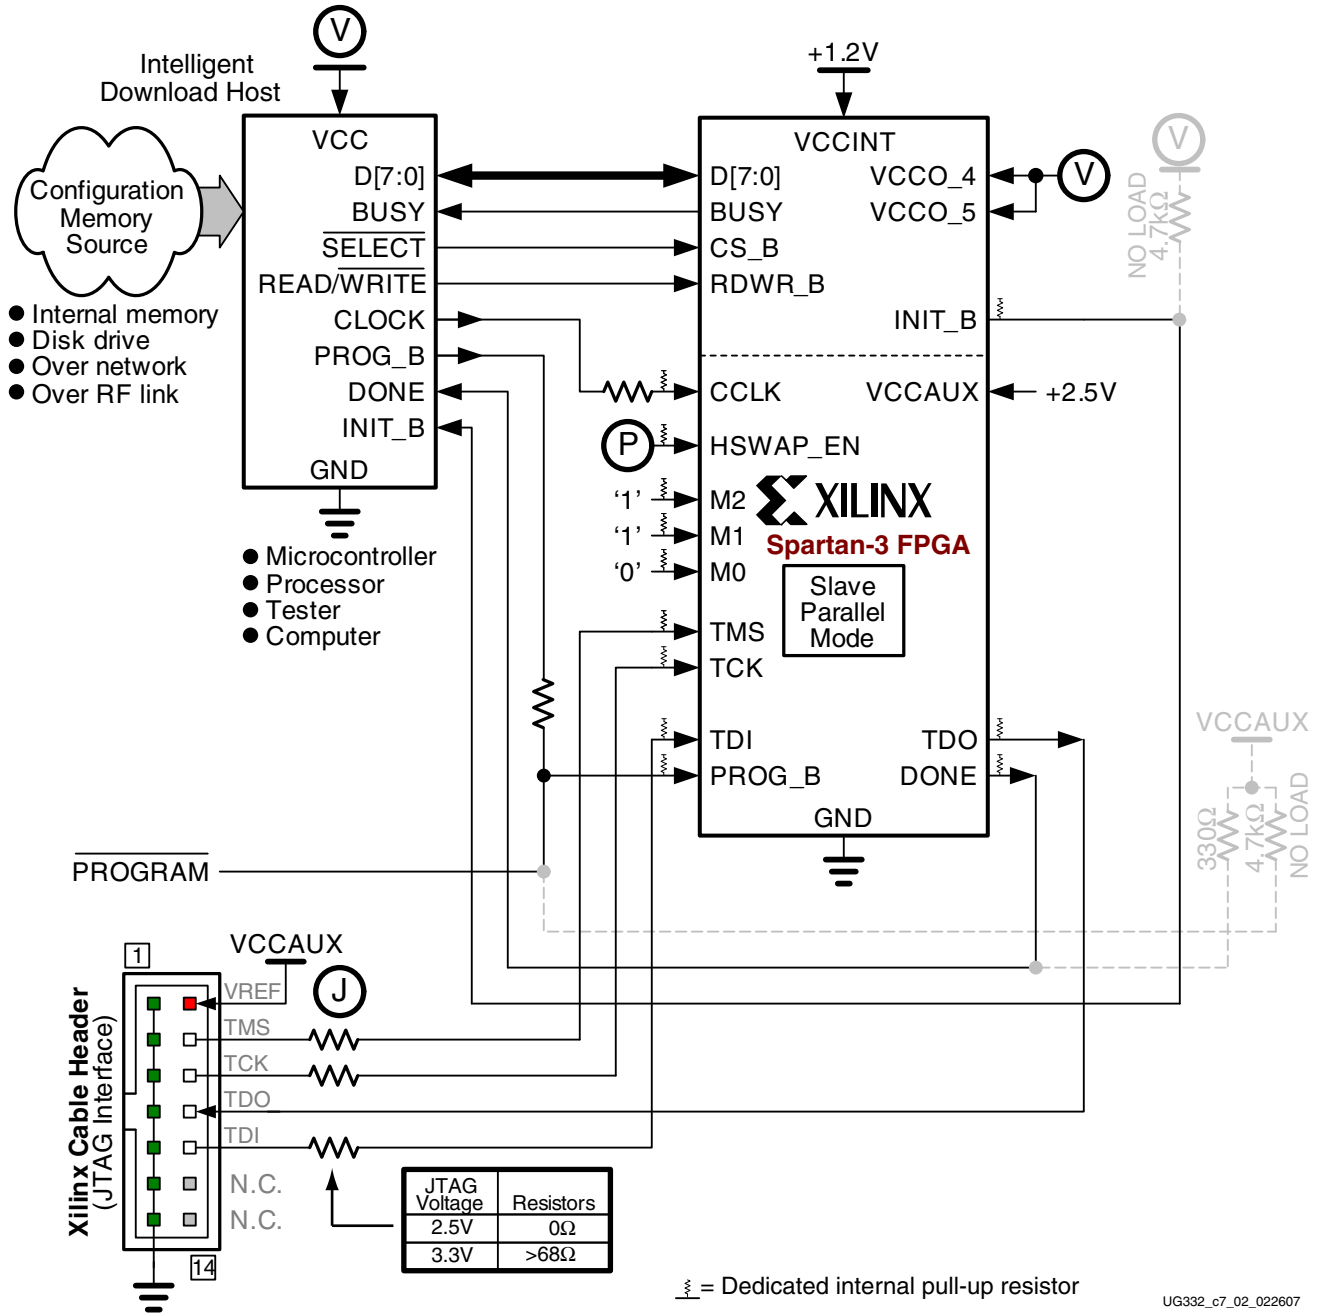 V
Intelligent
Download Host
+1.2V
Configuration
Memory
Source
Internal memory
Disk drive
Over network
Over RF link
VCC
D[7:0]
BUSY
SELECT
READ/WRITE
CLOCK
PROG_B
DONE
INIT_B
GND
Microcontroller
Processor
Tester
Computer
VCCINT
D[7:0]
BUSY
CS_B
RDWR_B
VCCO_4
VCCO_5
V
INIT_B
V
NO LOAD
4.7kΩ
CCLK
VCCAUX
+2.5V
P
HSWAP_EN
‘1’
M2
‘1’
M1
‘0’
M0
XILINX
Spartan-3 FPGA
Slave
Parallel
Mode
TMS
TCK
TDI
PROG_B
TDO
DONE
GND
VCCAUX
330Ω
4.7kΩ
NO LOAD
PROGRAM
1
VCCAUX
J
Xilinx Cable Header
(JTAG Interface)
VREF
TMS
TCK
TDO
TDI
N.C.
N.C.
14
JTAG Voltage Resistors
2.5V 0Ω
3.3V >68Ω
= Dedicated internal pull-up resistor
UG332_c7_02_022607